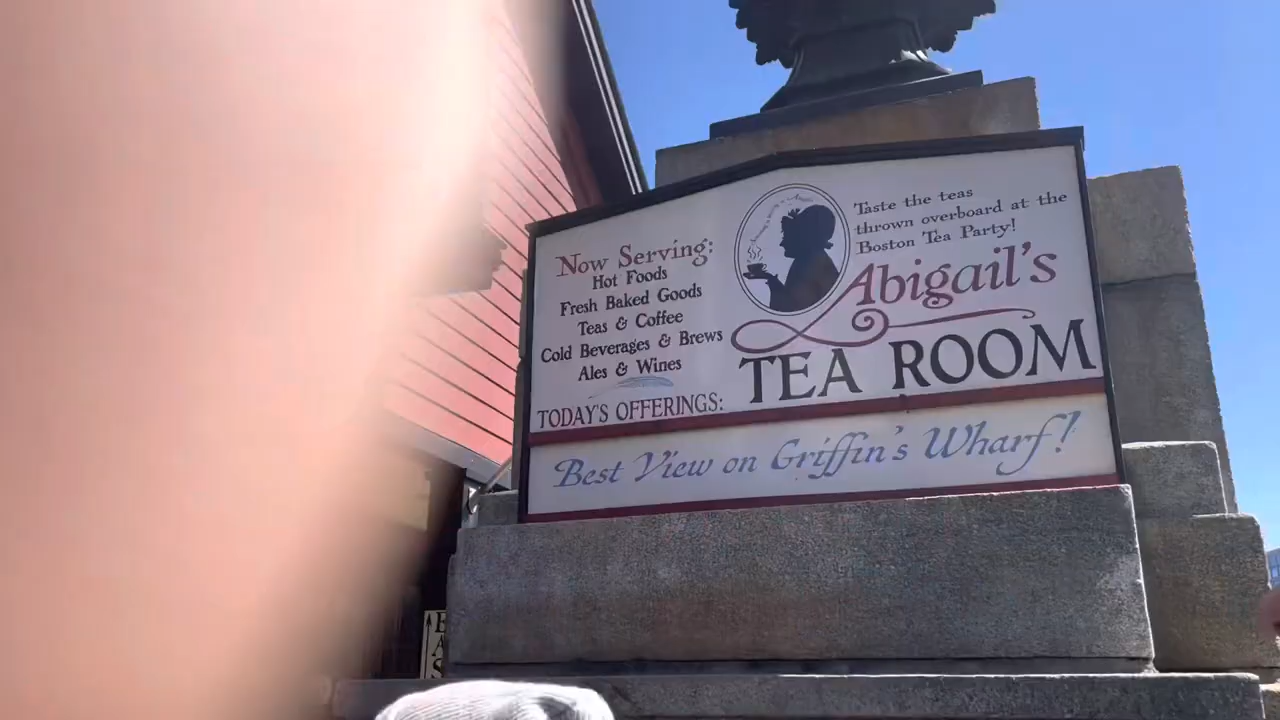 Now Serving:
Hot Foods
Fresh Baked Goods
Teas & Coffee
Cold Beverages & Brews
Ales & Wines
TODAY'S OFFERINGS:
Taste the teas
thrown overboard at the
Boston Tea Party!
Abigail's
TEA ROOM
Best View on Griffin's Wharf!